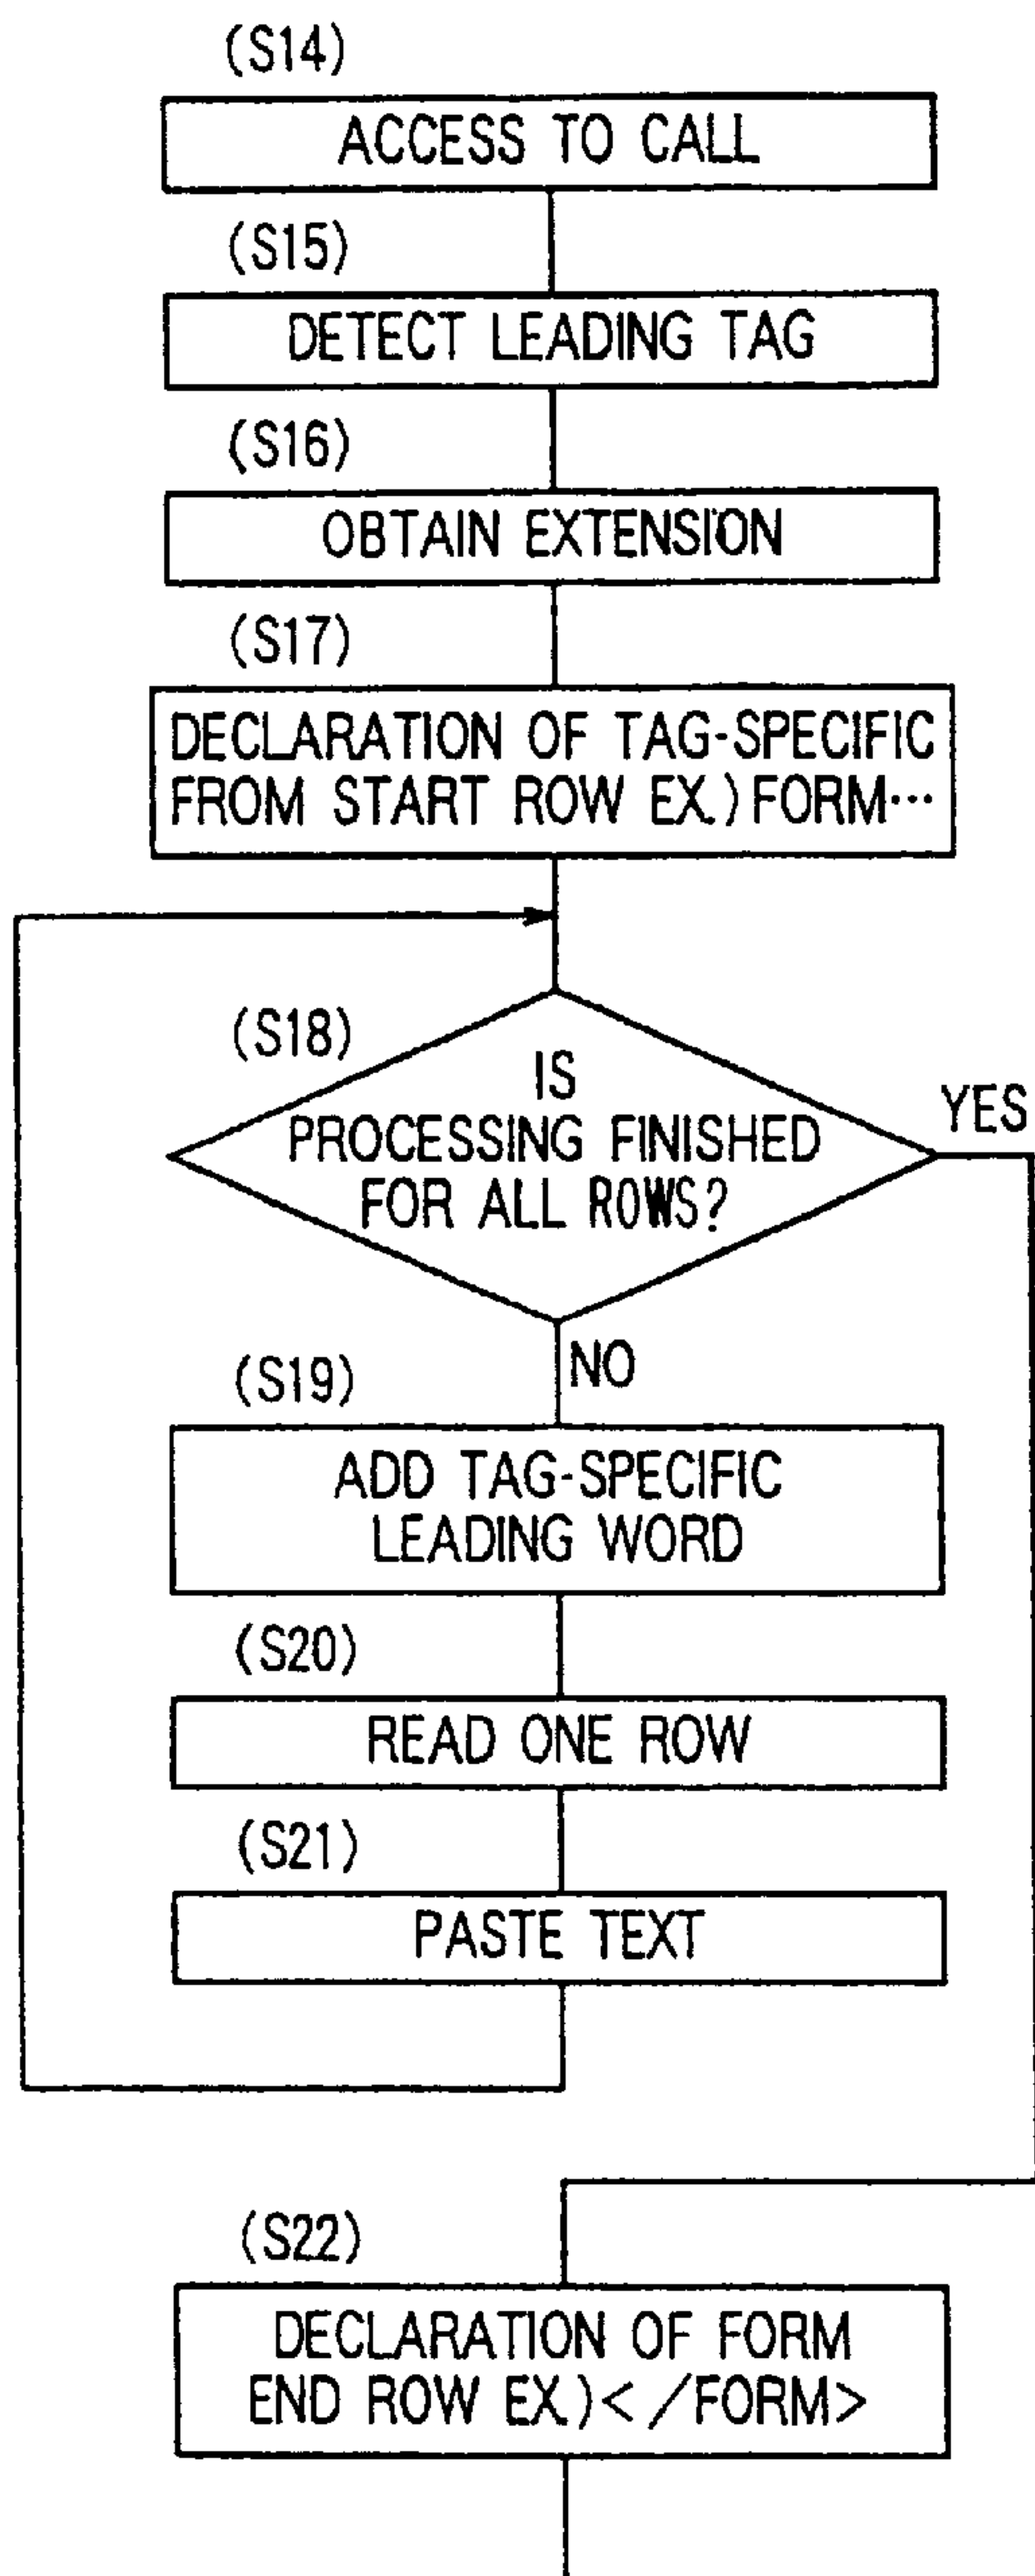 (S14)
ACCESS TO CALL
(S15)
DETECT LEADING TAG
(S16)
OBTAIN EXTENSION
(S17)
DECLARATION OF TAG-SPECIFIC
FROM START ROW EX.) FORM···
(S18)
IS
PROCESSING FINISHED
FOR ALL ROWS?
YES
NO
(S19)
ADD TAG-SPECIFIC
LEADING WORD
(S20)
READ ONE ROW
(S21)
PASTE TEXT
(S22)
DECLARATION OF FORM
END ROW EX.)< /FORM>